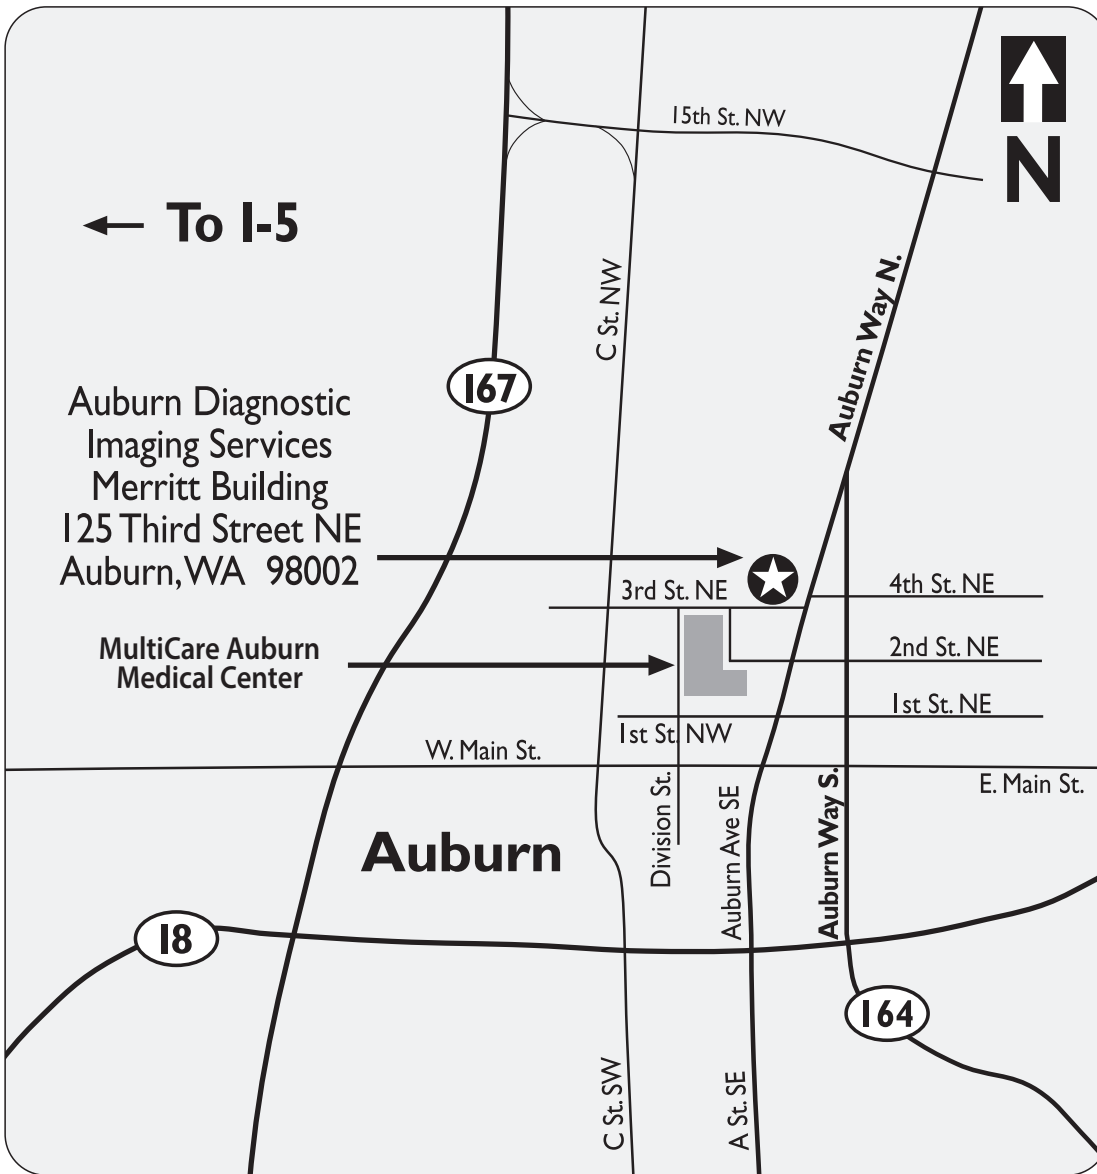 15th St. NW
N
To I-5
C St. NW
Auburn Way N.
167
Auburn Diagnostic
Imaging Services
Merritt Building
125 Third Street NE
Auburn, WA 98002
3rd St. NE
4th St. NE
MultiCare Auburn
Medical Center
2nd St. NE
1st St. NE
1st St. NW
W. Main St.
E. Main St.
Auburn
Division St.
Auburn Ave SE
Auburn Way S.
18
164
C St. SW
A St. SE